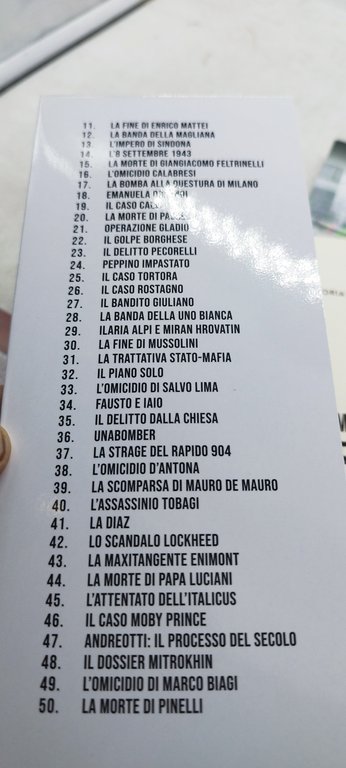 11. LA FINE DI ENRICO MATTEI
12. LA BANDA DELLA MAGLIANA
13. L'IMPERO DI SINDONA
14. L'8 SETTEMBRE 1943
15. LA MORTE DI GIANGIACOMO FELTRINELLI
16. L'OMICIDIO CALABRESI
17. LA BOMBA ALLA QUESTURA DI MILANO
18. EMANUELA
19. IL CASO
20. LA MORTE DI
21. OPERAZIONE GLADIO
22. IL GOLPE BORGHESE
23. IL DELITTO PECORELLI
24. PEPPINO IMPASTATO
25. IL CASO TORTORA
26. IL CASO ROSTAGNO
27. IL BANDITO GIULIANO
28. LA BANDA DELLA UNO BIANCA
29. ILARIA ALPI E MIRAN HROVATIN
30. LA FINE DI MUSSOLINI
31. LA TRATTATIVA STATO-MAFIA
32. IL PIANO SOLO
33. L'OMICIDIO DI SALVO LIMA
34. FAUSTO E IAIO
35. IL DELITTO DALLA CHIESA
36. UNABOMBER
37. LA STRAGE DEL RAPIDO 904
38. L'OMICIDIO D'ANTONA
39. LA SCOMPARSA DI MAURO DE MAURO
40. L'ASSASSINIO TOBAGI
41. LA DIAZ
42. LO SCANDALO LOCKHEED
43. LA MAXITANGENTE ENIMONT
44. LA MORTE DI PAPA LUCIANI
45. L'ATTENTATO DELL'ITALICUS
46. IL CASO MOBY PRINCE
47. ANDREOTTI: IL PROCESSO DEL SECOLO
48. IL DOSSIER MITROKHIN
49. L'OMICIDIO DI MARCO BIAGI
50. LA MORTE DI PINELLI